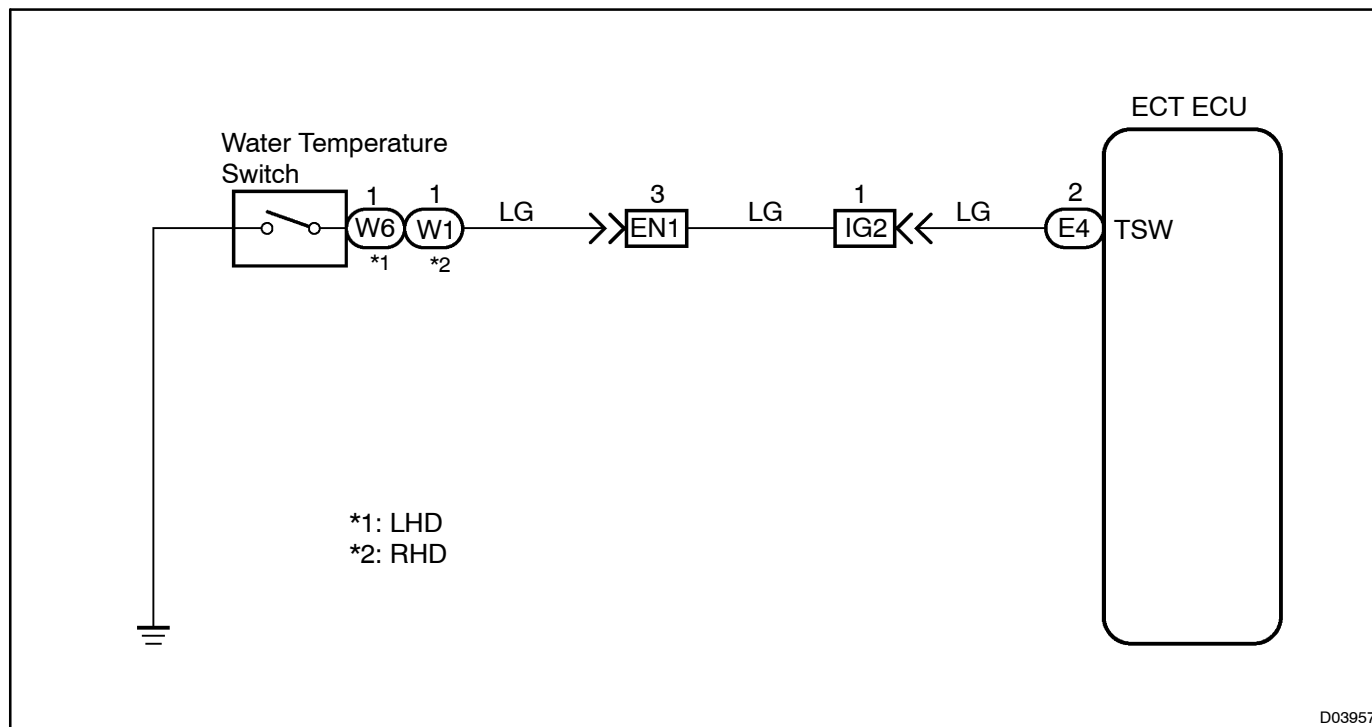 ECT ECU
Water Temperature
Switch
1 1 3 1 2
W6 W1 LG EN1 LG IG2 LG E4 TSW
*1 *2
*1: LHD
*2: RHD
D03957